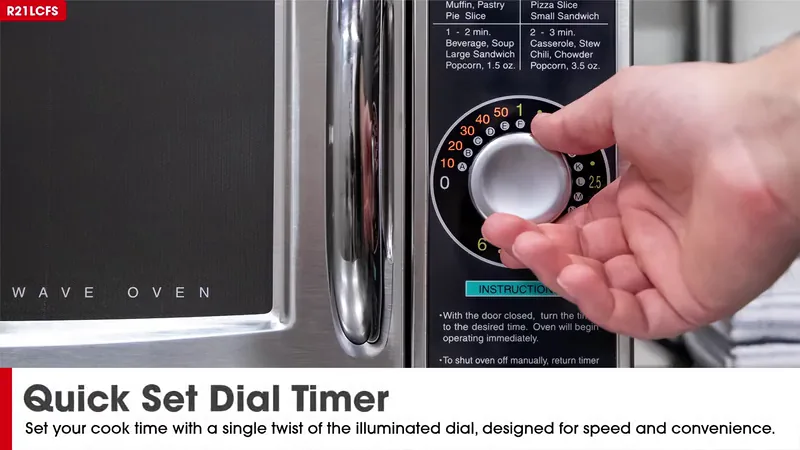 R21LCFS
Muffin, Pastry
Pie Slice
Pizza Slice
Small Sandwich
1 - 2 min.
Beverage, Soup
Large Sandwich
Popcorn, 1.5 oz.
2 - 3 min.
Casserole, Stew
Chili, Chowder
Popcorn, 3.5 oz.
0 10 20 30 40 50 1
A B C D E F
K
L 2.5
M
6
WAVE OVEN
INSTRUCTION
•With the door closed, turn the
to the desired time. Oven will begin
operating immediately.
•To shut oven off manually, return timer
Quick Set Dial Timer
Set your cook time with a single twist of the illuminated dial, designed for speed and convenience.